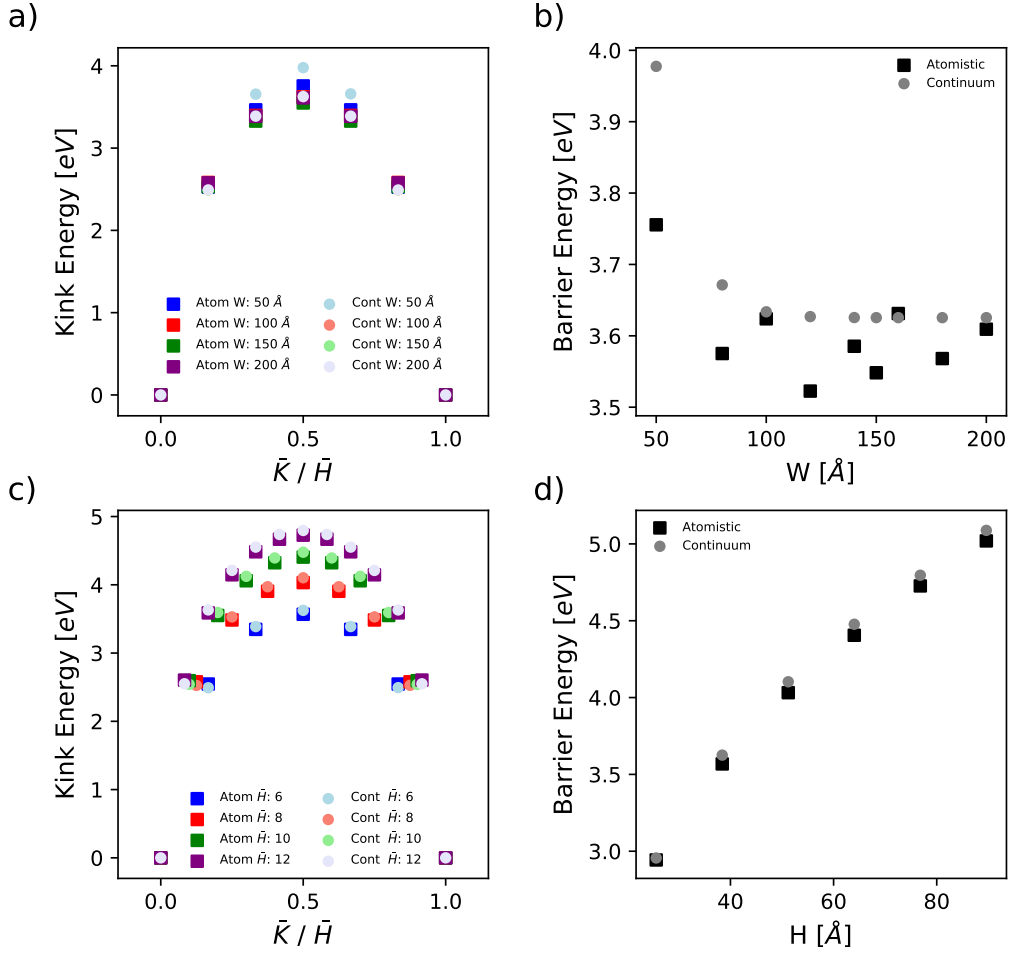 a)
Kink Energy [eV]
4
3
2
1
0
Atom W: 50 Å
Atom W: 100 Å
Atom W: 150 Å
Atom W: 200 Å
Cont W: 50 Å
Cont W: 100 Å
Cont W: 150 Å
Cont W: 200 Å
0.0 0.5 1.0
K̄ / H̄
b)
Barrier Energy [eV]
4.0
3.9
3.8
3.7
3.6
3.5
Atomistic
Continuum
50 100 150 200
W [Å]
c)
Kink Energy [eV]
5
4
3
2
1
0
Atom H̄: 6
Atom H̄: 8
Atom H̄: 10
Atom H̄: 12
Cont H̄: 6
Cont H̄: 8
Cont H̄: 10
Cont H̄: 12
0.0 0.5 1.0
K̄ / H̄
d)
Barrier Energy [eV]
5.0
4.5
4.0
3.5
3.0
Atomistic
Continuum
40 60 80
H [Å]